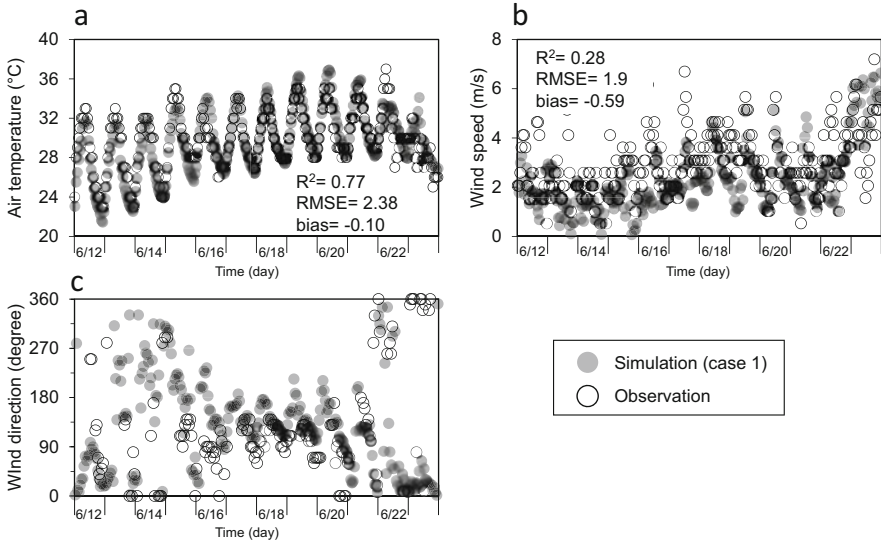 a
Air temperature (°C)
40
36
32
28
24
20
R²= 0.77
RMSE= 2.38
bias= -0.10
6/12
6/14
6/16
6/18
6/20
6/22
Time (day)
b
Wind speed (m/s)
8
6
4
2
0
R²= 0.28
RMSE= 1.9
bias= -0.59
6/12
6/14
6/16
6/18
6/20
6/22
Time (day)
c
WInd direction (degree)
360
270
180
90
0
6/12
6/14
6/16
6/18
6/20
6/22
Time (day)
Simulation (case 1)
Observation